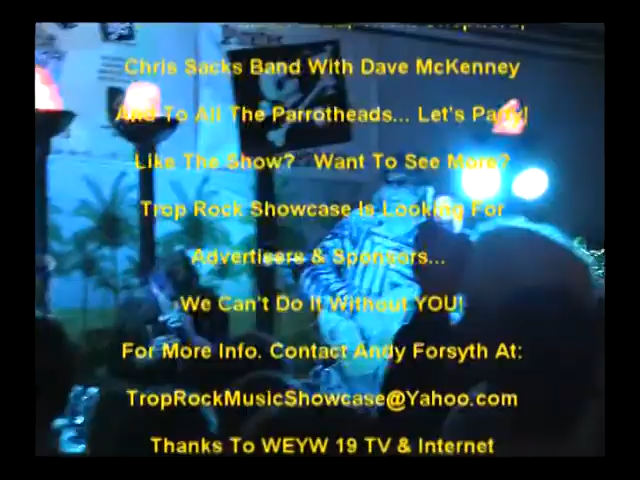 Chris Sacks Band With Dave McKenney
And To All The Parrotheads... Let's Party!
Like The Show? Want To See More?
Trop Rock Showcase Is Looking For
Advertisers & Sponsors...
We Can't Do It Without YOU!
For More Info. Contact Andy Forsyth At:
TropRockMusicShowcase@Yahoo.com
Thanks To WEYW 19 TV & Internet